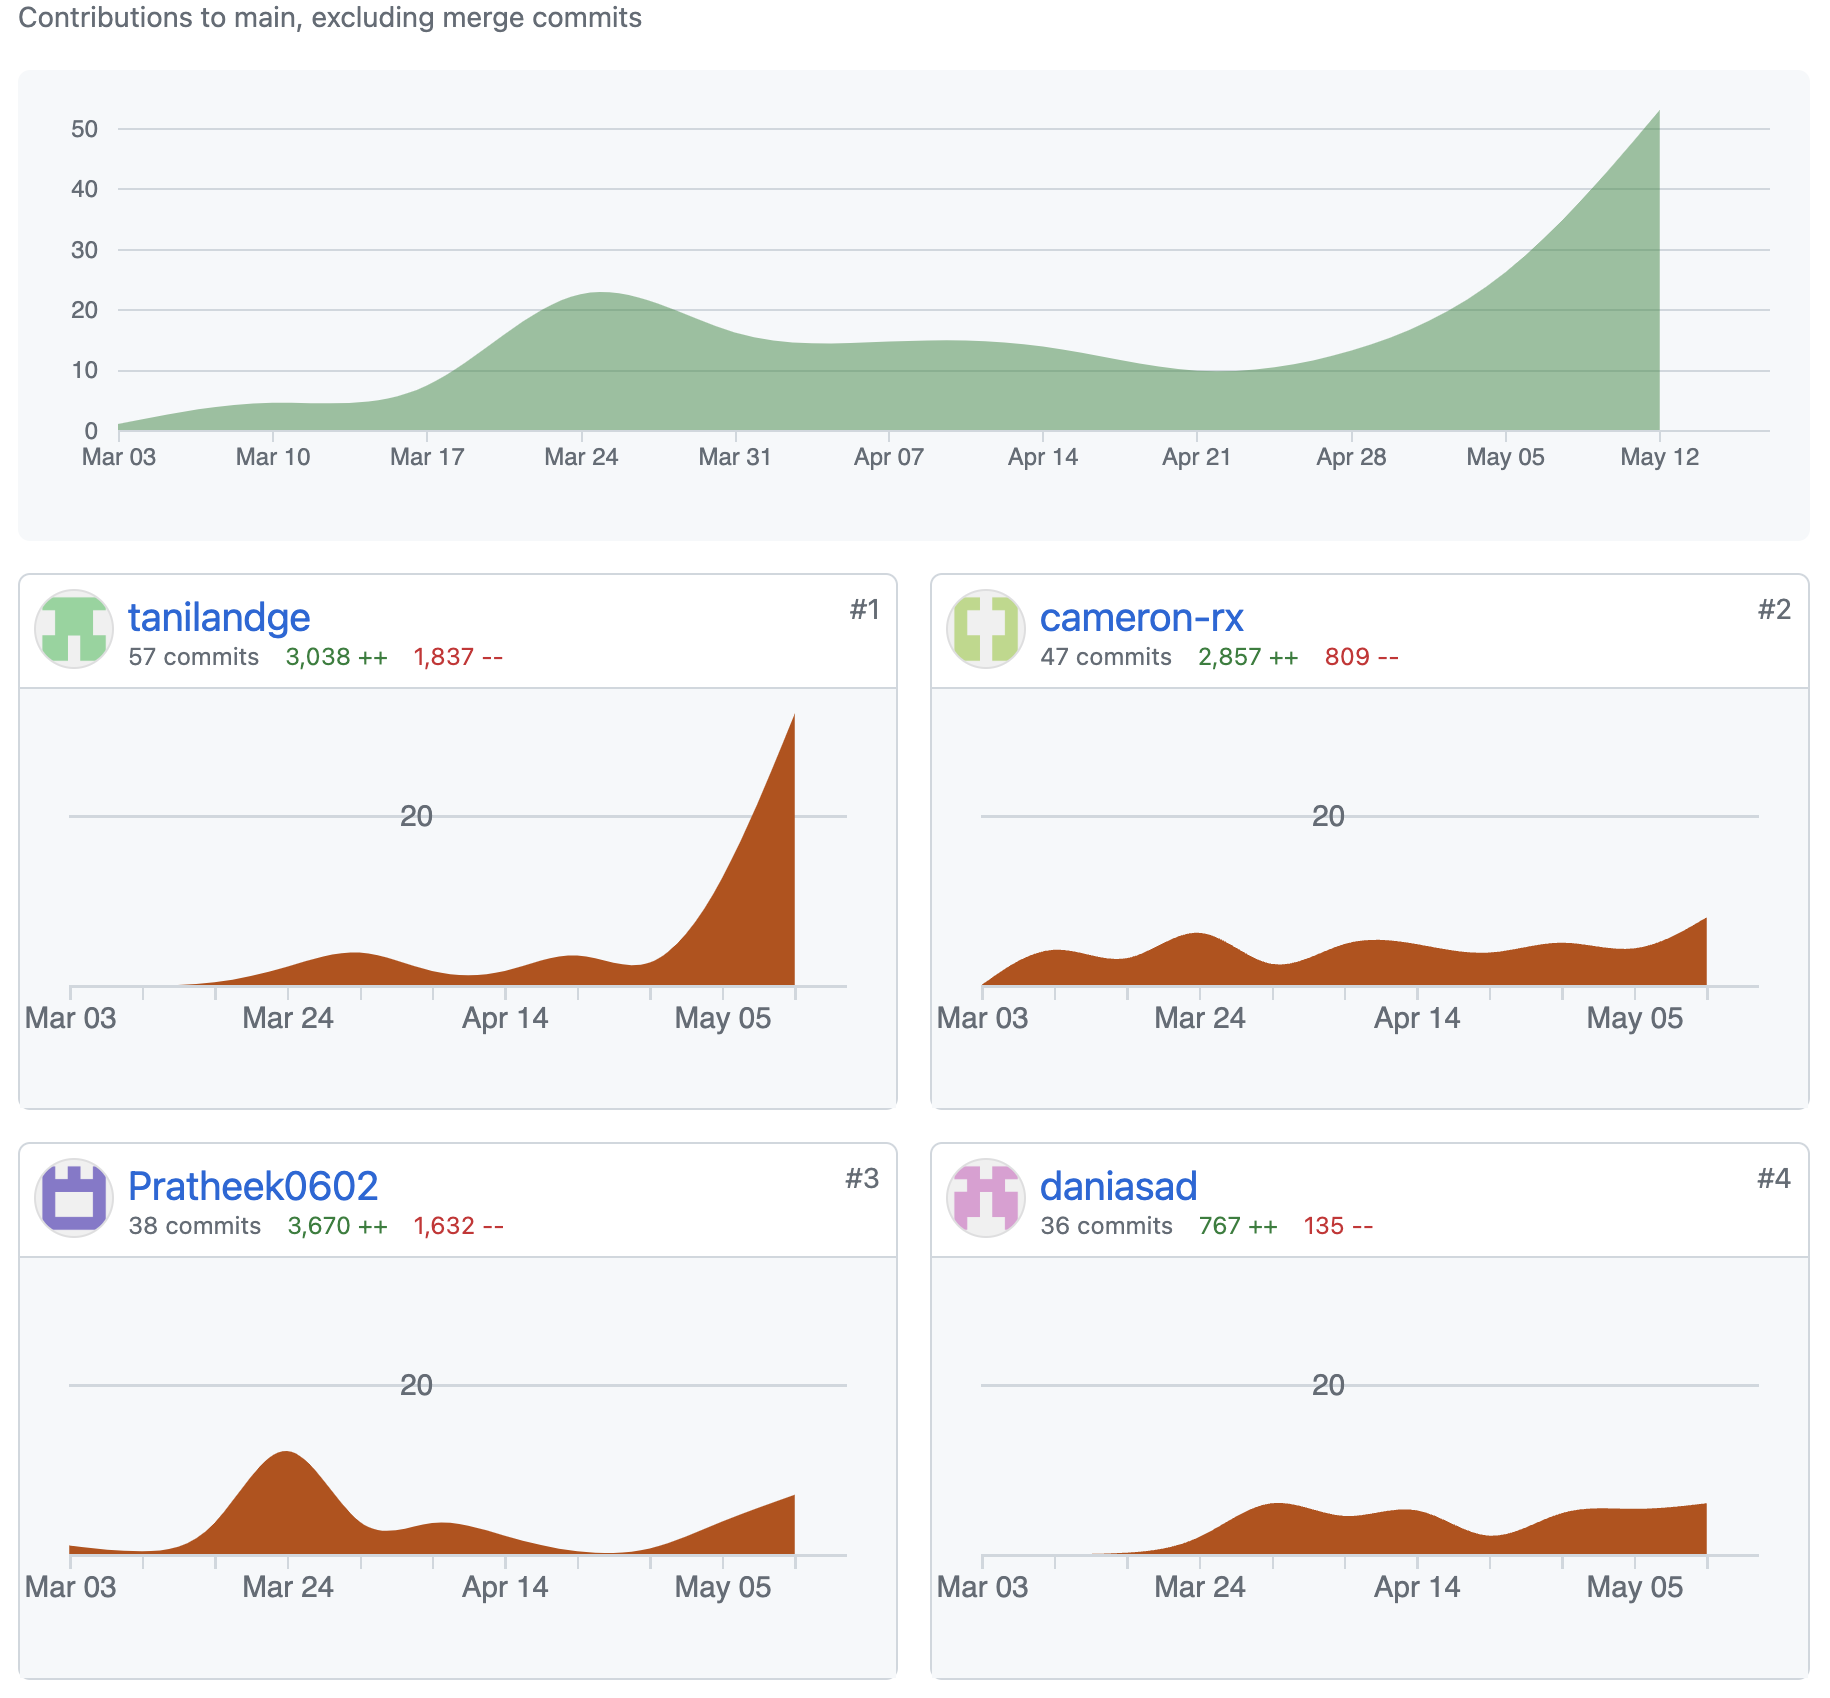 Contributions to main, excluding merge commits
50
40
30
20
10
0
Mar 03 Mar 10 Mar 17 Mar 24 Mar 31 Apr 07 Apr 14 Apr 21 Apr 28 May 05 May 12
tanilandge #1
57 commits 3,038 ++ 1,837 --
20
Mar 03 Mar 24 Apr 14 May 05
cameron-rx #2
47 commits 2,857 ++ 809 --
20
Mar 03 Mar 24 Apr 14 May 05
Pratheek0602 #3
38 commits 3,670 ++ 1,632 --
20
Mar 03 Mar 24 Apr 14 May 05
daniasad #4
36 commits 767 ++ 135 --
20
Mar 03 Mar 24 Apr 14 May 05